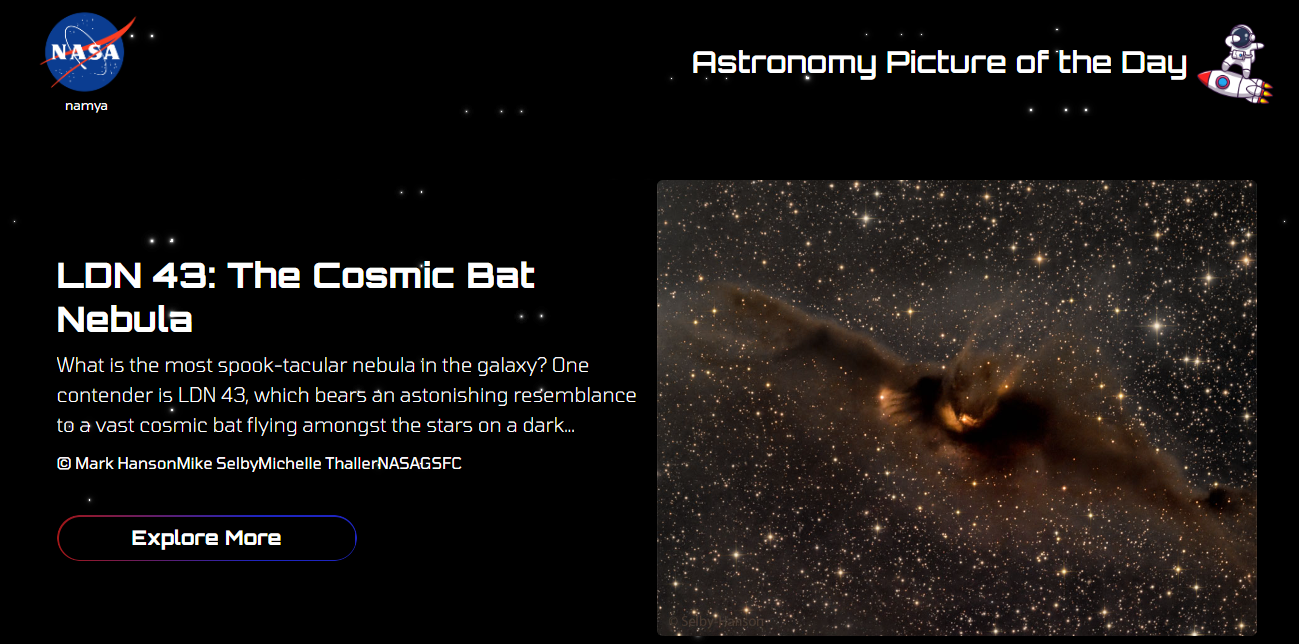 NASA
namya
Astronomy Picture of the Day
LDN 43: The Cosmic Bat
Nebula
What is the most spook-tacular nebula in the galaxy? One
contender is LDN 43, which bears an astonishing resemblance
to a vast cosmic bat flying amongst the stars on a dark...
© Mark HansonMike SelbyMichelle ThallerNASAGSFC
Explore More
© Selby Hanson